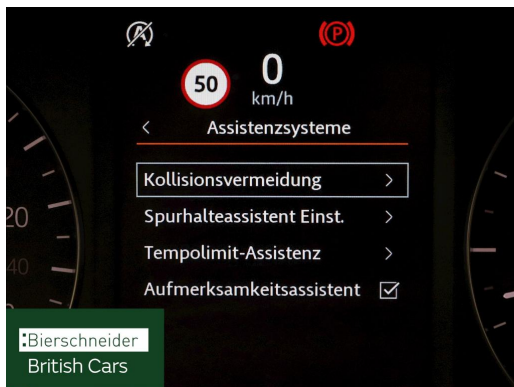 A
P
50
0
km/h
< Assistenzsysteme
Kollisionsvermeidung >
Spurhalteassistent Einst. >
Tempolimit-Assistenz >
Aufmerksamkeitsassistent ☑
20
40
Bierschneider
British Cars